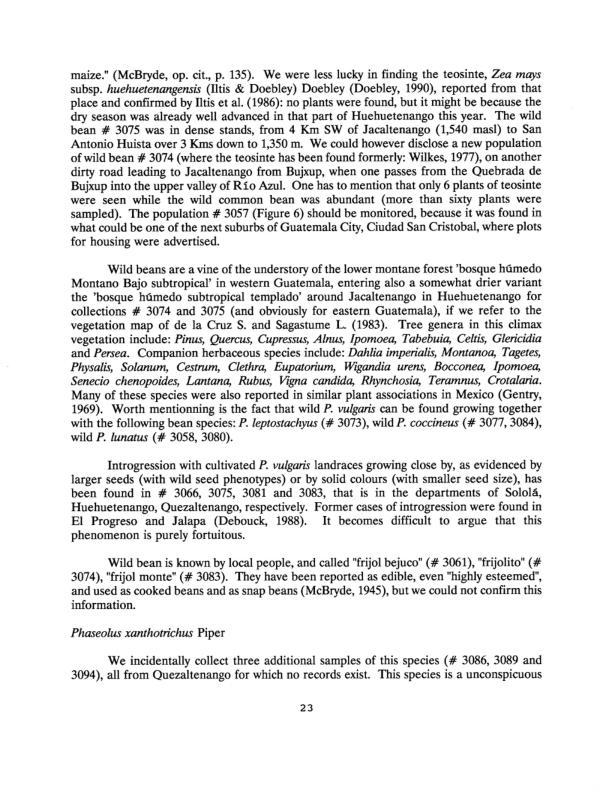 maize." (McBryde, op. cit., p. 135). We were less lucky in finding the teosinte, Zea mays
subsp. huehuetenangensis (Iltis & Doebley) Doebley (Doebley, 1990), reported from that
place and confirmed by Iltis et al. (1986): no plants were found, but it might be because the
dry season was already well advanced in that part of Huehuetenango this year. The wild
bean # 3075 was in dense stands, from 4 Km SW of Jacaltenango (1,540 masl) to San
Antonio Huista over 3 Kms down to 1,350 m. We could however disclose a new population
of wild bean # 3074 (where the teosinte has been found formerly: Wilkes, 1977), on another
dirty road leading to Jacaltenango from Bujxup, when one passes from the Quebrada de
Bujxup into the upper valley of Río Azul. One has to mention that only 6 plants of teosinte
were seen while the wild common bean was abundant (more than sixty plants were
sampled). The population # 3057 (Figure 6) should be monitored, because it was found in
what could be one of the next suburbs of Guatemala City, Ciudad San Cristobal, where plots
for housing were advertised.
Wild beans are a vine of the understory of the lower montane forest 'bosque húmedo
Montano Bajo subtropical' in western Guatemala, entering also a somewhat drier variant
the 'bosque húmedo subtropical templado' around Jacaltenango in Huehuetenango for
collections # 3074 and 3075 (and obviously for eastern Guatemala), if we refer to the
vegetation map of de la Cruz S. and Sagastume L. (1983). Tree genera in this climax
vegetation include: Pinus, Quercus, Cupressus, Alnus, Ipomoea, Tabebuia, Celtis, Glericidia
and Persea. Companion herbaceous species include: Dahlia imperialis, Montanoa, Tagetes,
Physalis, Solanum, Cestrum, Clethra, Eupatorium, Wigandia urens, Bocconea, Ipomoea,
Senecio chenopoides, Lantana, Rubus, Vigna candida, Rhynchosia, Teramnus, Crotalaria.
Many of these species were also reported in similar plant associations in Mexico (Gentry,
1969). Worth mentionning is the fact that wild P. vulgaris can be found growing together
with the following bean species: P. leptostachyus (# 3073), wild P. coccineus (# 3077, 3084),
wild P. lunatus (# 3058, 3080).
Introgression with cultivated P. vulgaris landraces growing close by, as evidenced by
larger seeds (with wild seed phenotypes) or by solid colours (with smaller seed size), has
been found in # 3066, 3075, 3081 and 3083, that is in the departments of Sololá,
Huehuetenango, Quezaltenango, respectively. Former cases of introgression were found in
El Progreso and Jalapa (Debouck, 1988). It becomes difficult to argue that this
phenomenon is purely fortuitous.
Wild bean is known by local people, and called "frijol bejuco" (# 3061), "frijolito" (#
3074), "frijol monte" (# 3083). They have been reported as edible, even "highly esteemed",
and used as cooked beans and as snap beans (McBryde, 1945), but we could not confirm this
information.
Phaseolus xanthotrichus Piper
We incidentally collect three additional samples of this species (# 3086, 3089 and
3094), all from Quezaltenango for which no records exist. This species is a unconspicuous
23